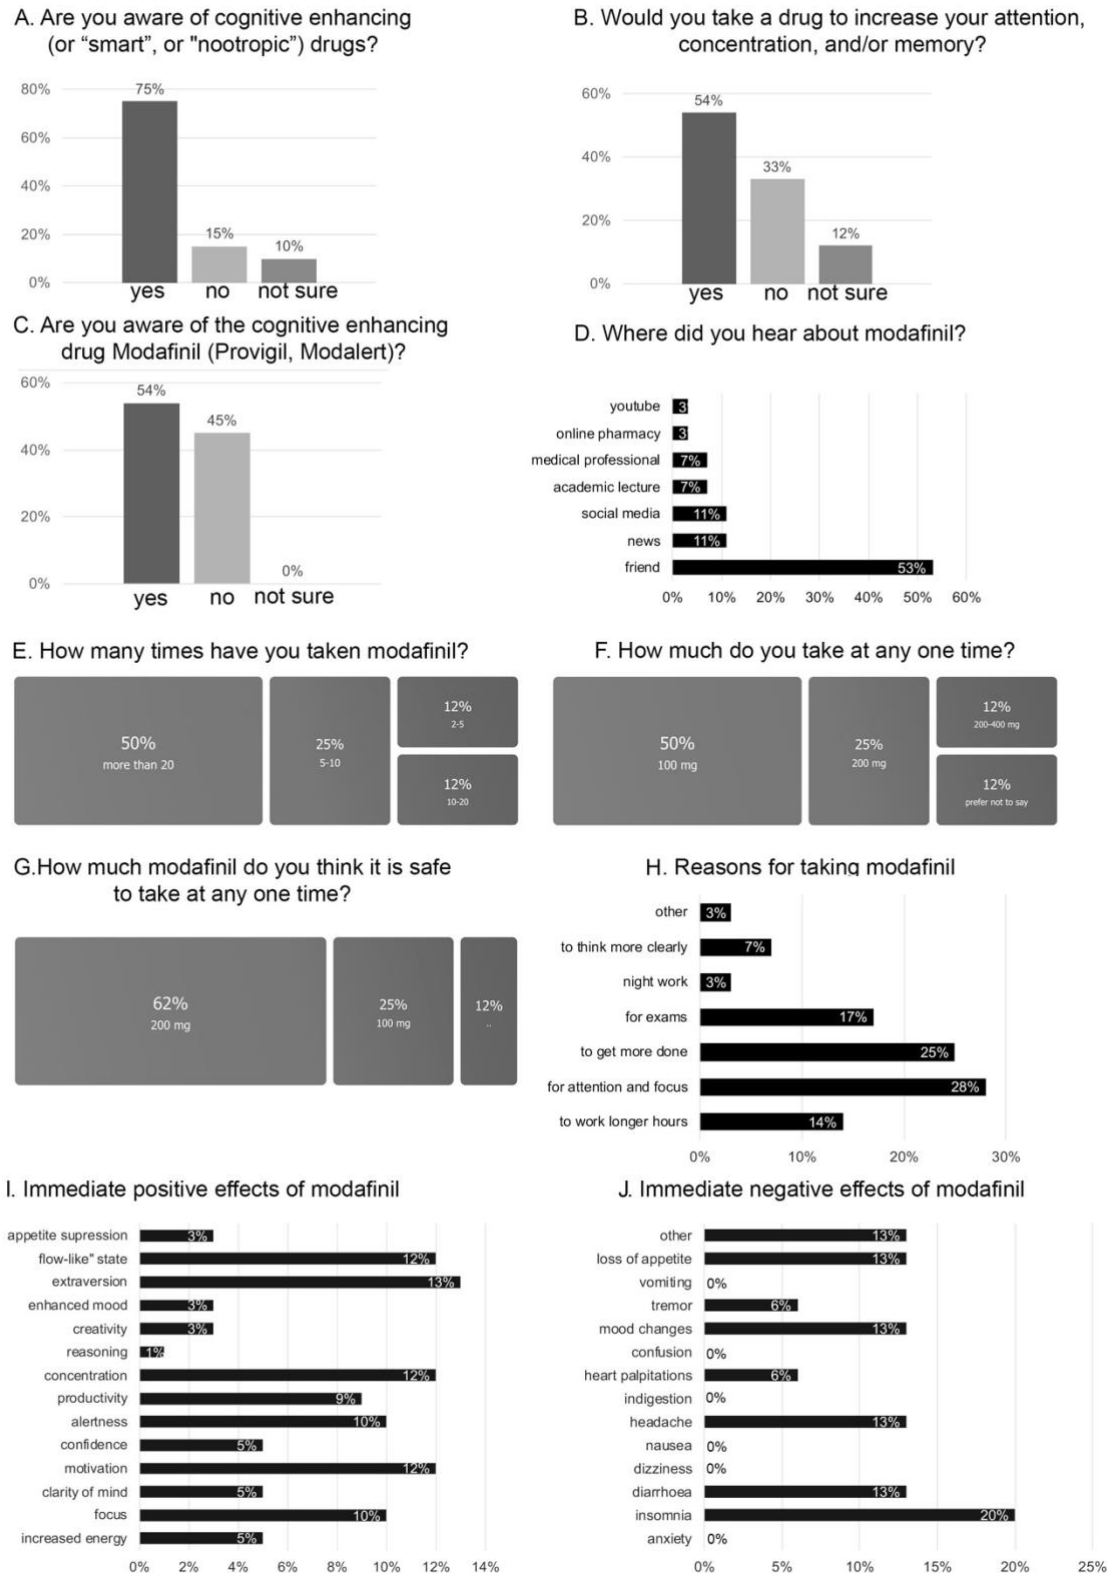 A. Are you aware of cognitive enhancing
(or “smart”, or "nootropic") drugs?
80%
60%
40%
20%
0%
75%
15%
10%
yes no not sure
B. Would you take a drug to increase your attention,
concentration, and/or memory?
60%
40%
20%
0%
54%
33%
12%
yes no not sure
C. Are you aware of the cognitive enhancing
drug Modafinil (Provigil, Modalert)?
60%
40%
20%
0%
54%
45%
0%
yes no not sure
D. Where did you hear about modafinil?
youtube 3
online pharmacy 3
medical professional 7%
academic lecture 7%
social media 11%
news 11%
friend 53%
0% 10% 20% 30% 40% 50% 60%
E. How many times have you taken modafinil?
50%
more than 20
25%
5-10
12%
2-5
12%
10-20
F. How much do you take at any one time?
50%
100 mg
25%
200 mg
12%
200-400 mg
12%
prefer not to say
G.How much modafinil do you think it is safe
to take at any one time?
62%
200 mg
25%
100 mg
12%
..
H. Reasons for taking modafinil
other 3%
to think more clearly 7%
night work 3%
for exams 17%
to get more done 25%
for attention and focus 28%
to work longer hours 14%
0% 10% 20% 30%
I. Immediate positive effects of modafinil
appetite supression 3%
flow-like" state 12%
extraversion 13%
enhanced mood 3%
creativity 3%
reasoning 1%
concentration 12%
productivity 9%
alertness 10%
confidence 5%
motivation 12%
clarity of mind 5%
focus 10%
increased energy 5%
0% 2% 4% 6% 8% 10% 12% 14%
J. Immediate negative effects of modafinil
other 13%
loss of appetite 13%
vomiting 0%
tremor 6%
mood changes 13%
confusion 0%
heart palpitations 6%
indigestion 0%
headache 13%
nausea 0%
dizziness 0%
diarrhoea 13%
insomnia 20%
anxiety 0%
0% 5% 10% 15% 20% 25%